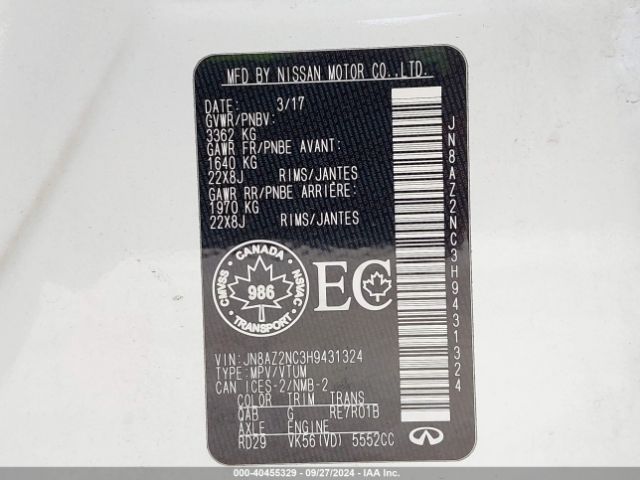 MFD BY NISSAN MOTOR CO.,LTD.
DATE: 3/17
GVWR/PNBV:
3362 KG
GAWR FR/PNBE AVANT:
1640 KG
22X8J RIMS/JANTES
GAWR RR/PNBE ARRIÈRE:
1970 KG
22X8J RIMS/JANTES
JN8AZ2NC3H9431324
CANADA
CMVSS
986
NSVAC
TRANSPORT
EC
VIN: JN8AZ2NC3H9431324
TYPE: MPV/VTUM
CAN ICES-2/NMB-2
COLOR TRIM TRANS
QAB G RE7R01B
AXLE ENGINE
RD29 VK56(VD) 5552CC
000-40455329 - 09/27/2024 - IAA Inc.